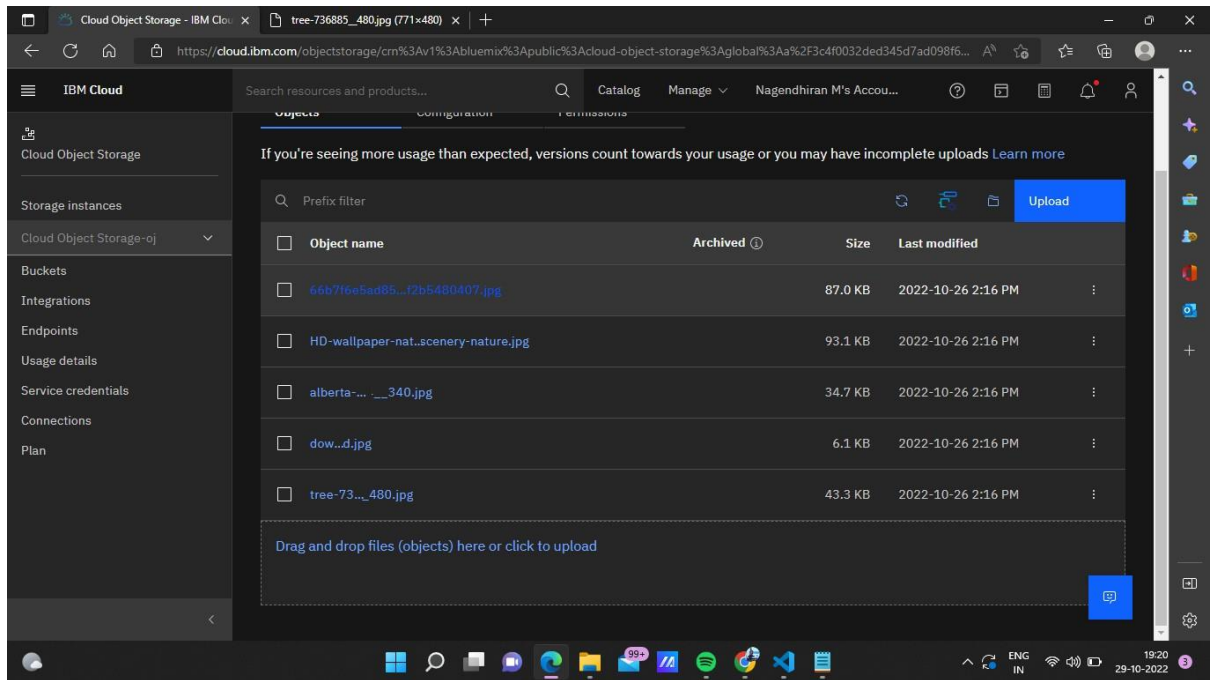 Cloud Object Storage - IBM Clou
tree-736885__480.jpg (771×480)
https://cloud.ibm.com/objectstorage/crn%3Av1%3Abluemix%3Apublic%3Acloud-object-storage%3Aglobal%3Aa%2F3c4f0032ded345d7ad098f6...
IBM Cloud
Search resources and products...
Catalog
Manage
Nagendhiran M's Accou...
Objects Configuration Permissions
Cloud Object Storage
If you're seeing more usage than expected, versions count towards your usage or you may have incomplete uploads Learn more
Storage instances
Cloud Object Storage-oj
Buckets
Integrations
Endpoints
Usage details
Service credentials
Connections
Plan
Prefix filter
Upload
Object name Archived Size Last modified
66b7f6e5ad85...f2b5480407.jpg 87.0 KB 2022-10-26 2:16 PM
HD-wallpaper-nat..scenery-nature.jpg 93.1 KB 2022-10-26 2:16 PM
alberta-... -__340.jpg 34.7 KB 2022-10-26 2:16 PM
dow...d.jpg 6.1 KB 2022-10-26 2:16 PM
tree-73..._480.jpg 43.3 KB 2022-10-26 2:16 PM
Drag and drop files (objects) here or click to upload
99+
ENG
IN
19:20
29-10-2022
3